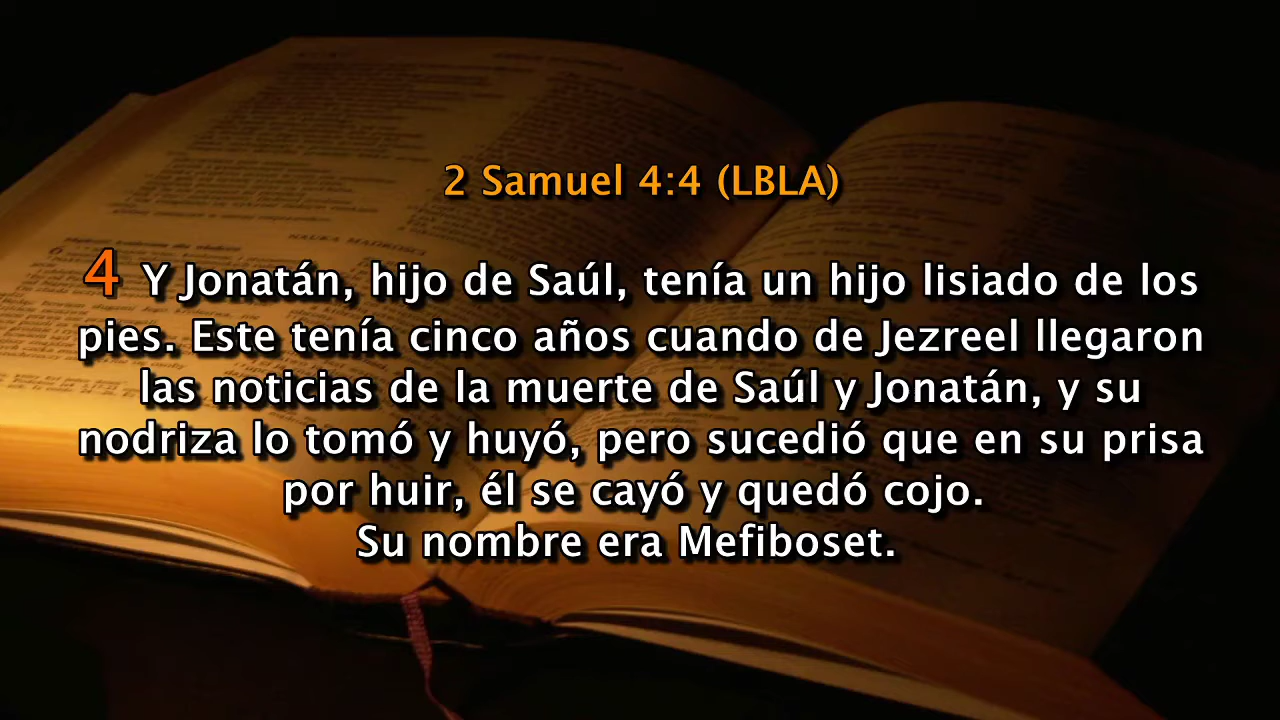 2 Samuel 4:4 (LBLA)
4 Y Jonatán, hijo de Saúl, tenía un hijo lisiado de los
pies. Este tenía cinco años cuando de Jezreel llegaron
las noticias de la muerte de Saúl y Jonatán, y su
nodriza lo tomó y huyó, pero sucedió que en su prisa
por huir, él se cayó y quedó cojo.
Su nombre era Mefiboset.